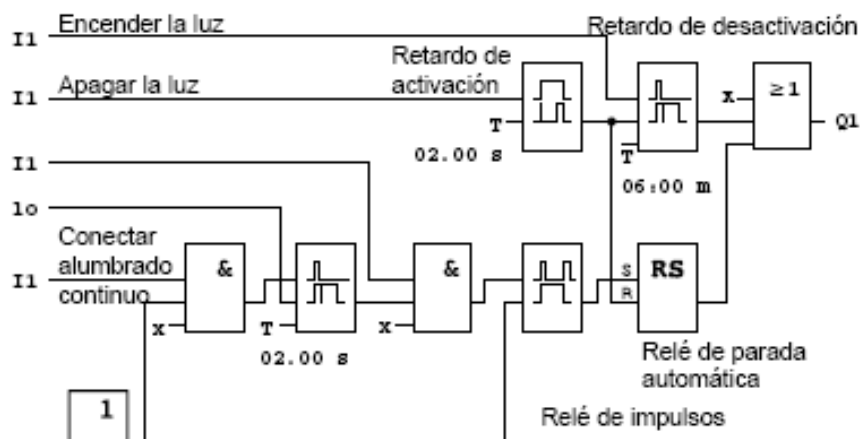 Encender la luz
I1
Retardo de desactivación
Retardo de
activación
Apagar la luz
I1
T
02.00 s
x
≥1
Q1
T
06:00 m
I1
lo
Conectar
alumbrado
continuo
I1
x
&
T
02.00 s
x
&
S
R
RS
Relé de parada
automática
1
Relé de impulsos